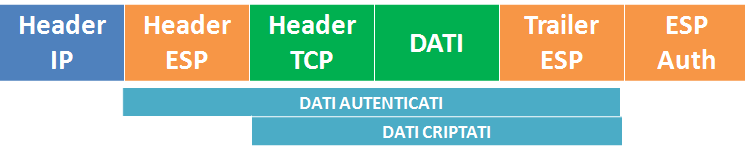 Header IP
Header ESP
Header TCP
DATI
Trailer ESP
ESP Auth
DATI AUTENTICATI
DATI CRIPTATI